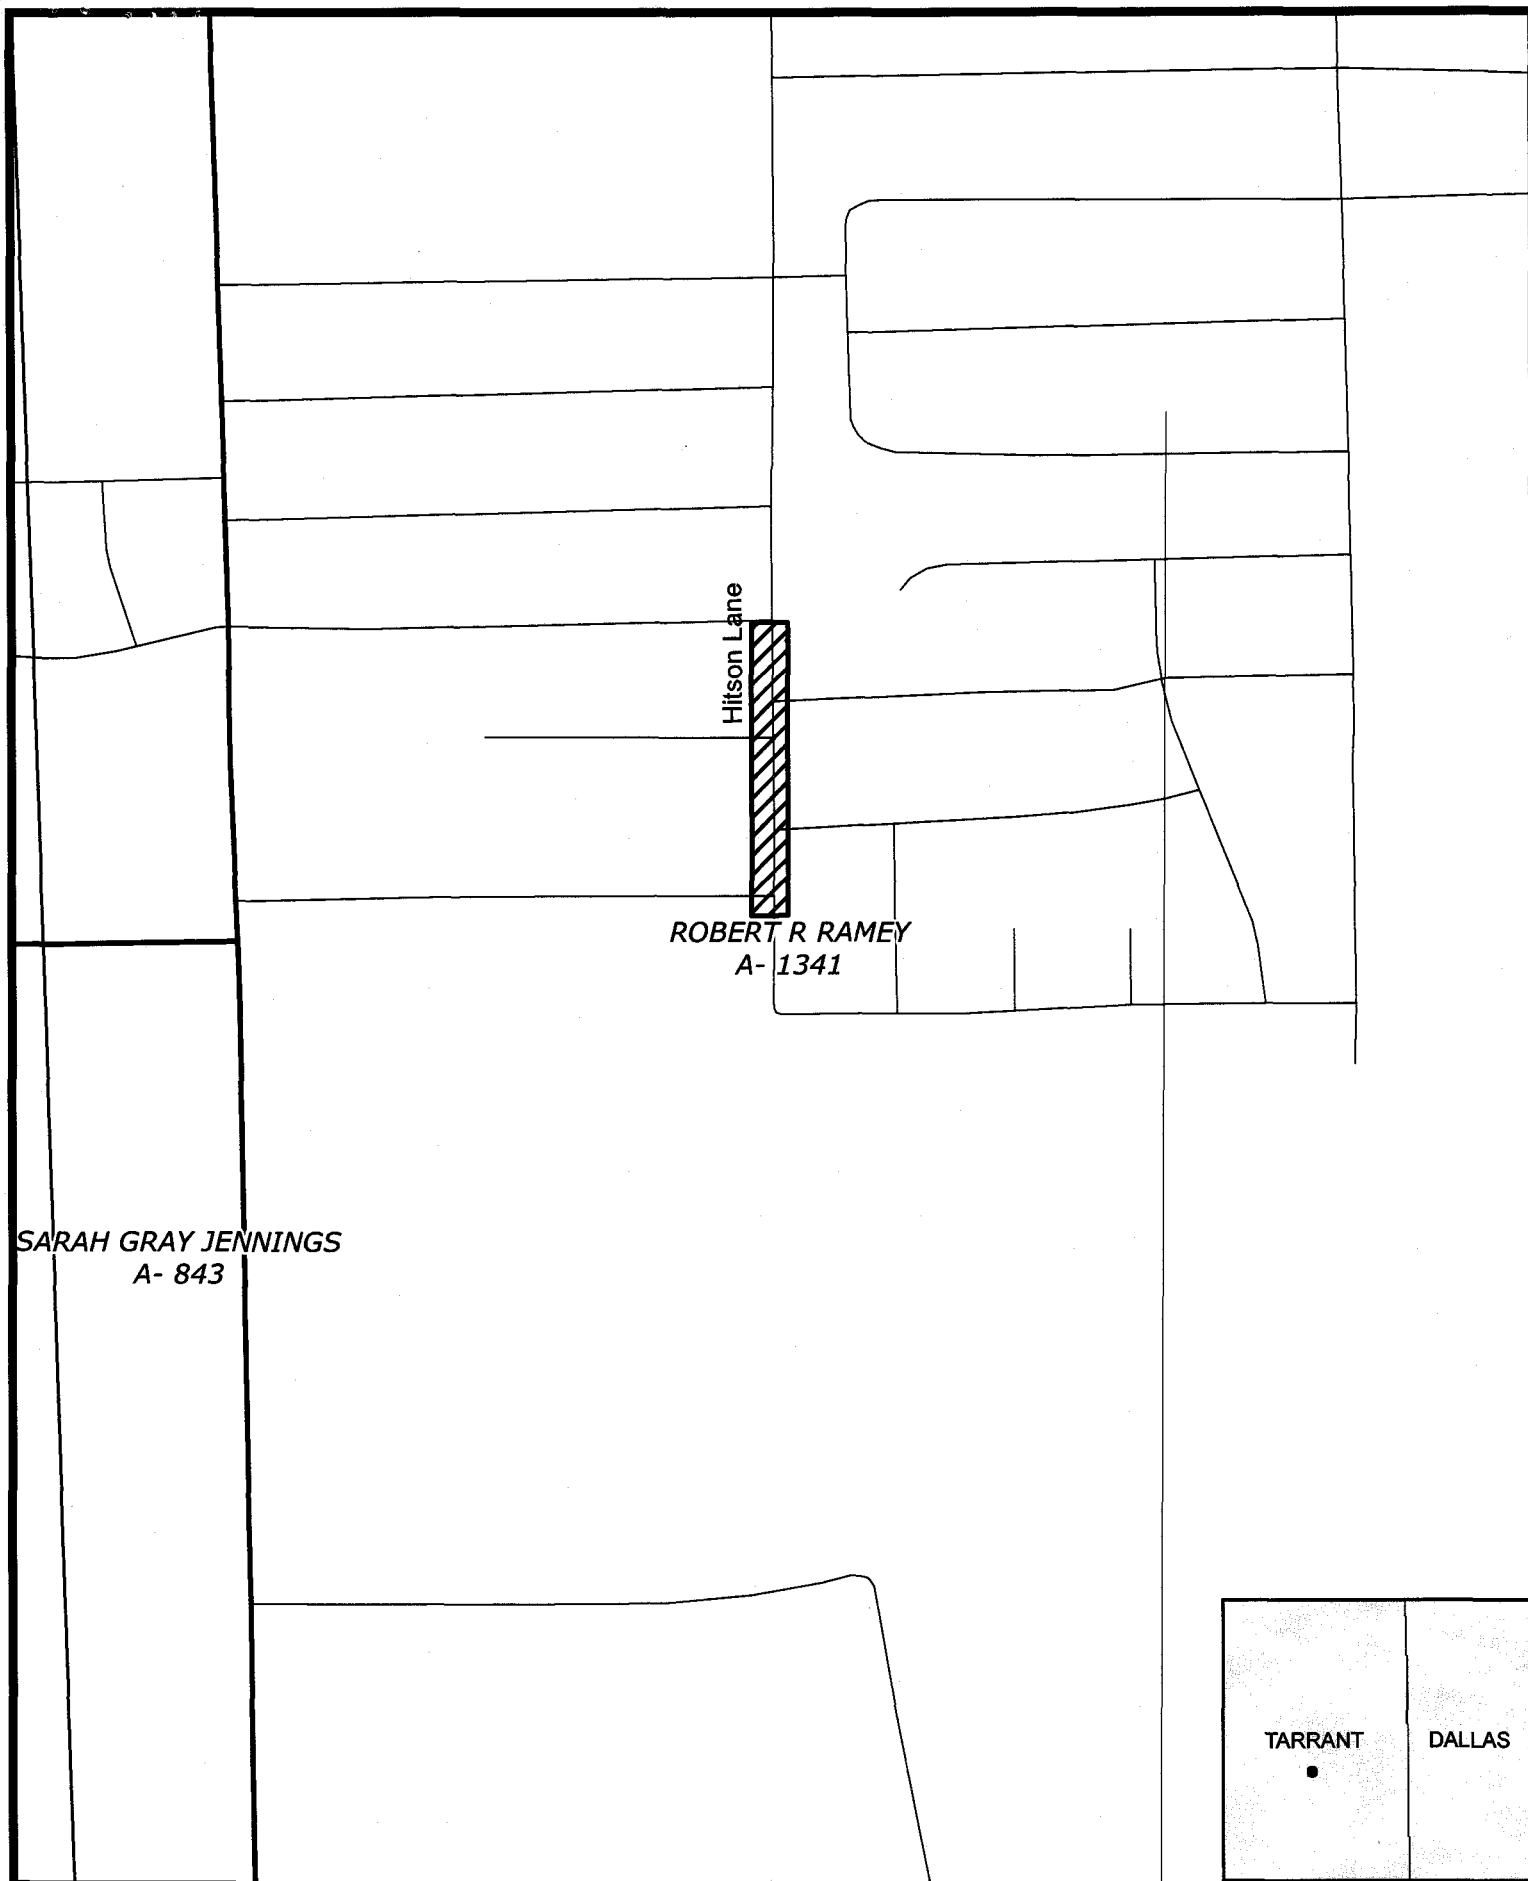 Hitson Lane
ROBERT R RAMEY
A- 1341
SARAH GRAY JENNINGS
A- 843
TARRANT
DALLAS